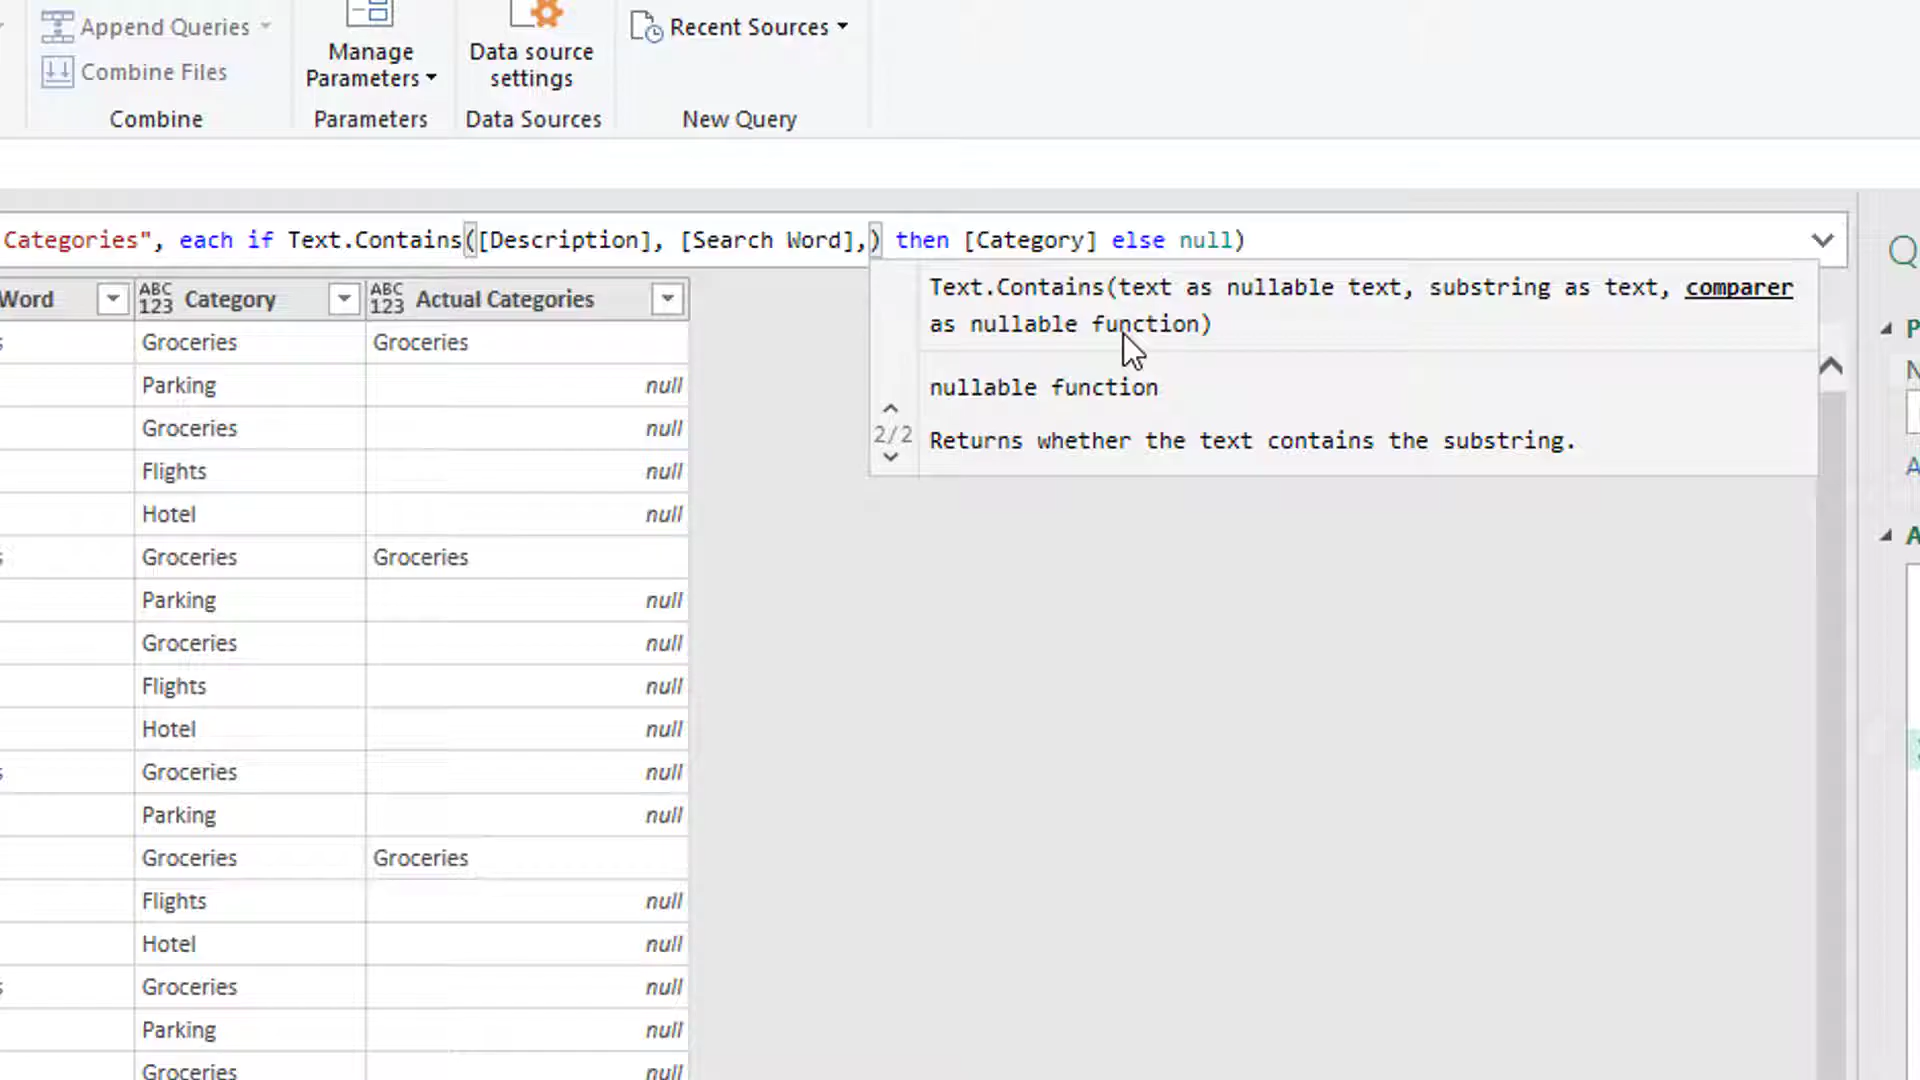 Append Queries
Combine Files
Combine
Manage
Parameters
Parameters
Data source
settings
Data Sources
Recent Sources
New Query
Categories", each if Text.Contains([Description], [Search Word],) then [Category] else null)
Text.Contains(text as nullable text, substring as text, comparer
as nullable function)
nullable function
2/2
Returns whether the text contains the substring.
Word ABC 123 Category ABC 123 Actual Categories
s Groceries Groceries
Parking null
Groceries null
Flights null
Hotel null
s Groceries Groceries
Parking null
Groceries null
Flights null
Hotel null
s Groceries null
Parking null
Groceries Groceries
Flights null
Hotel null
s Groceries null
Parking null
Groceries null
Q
P
N
A
A